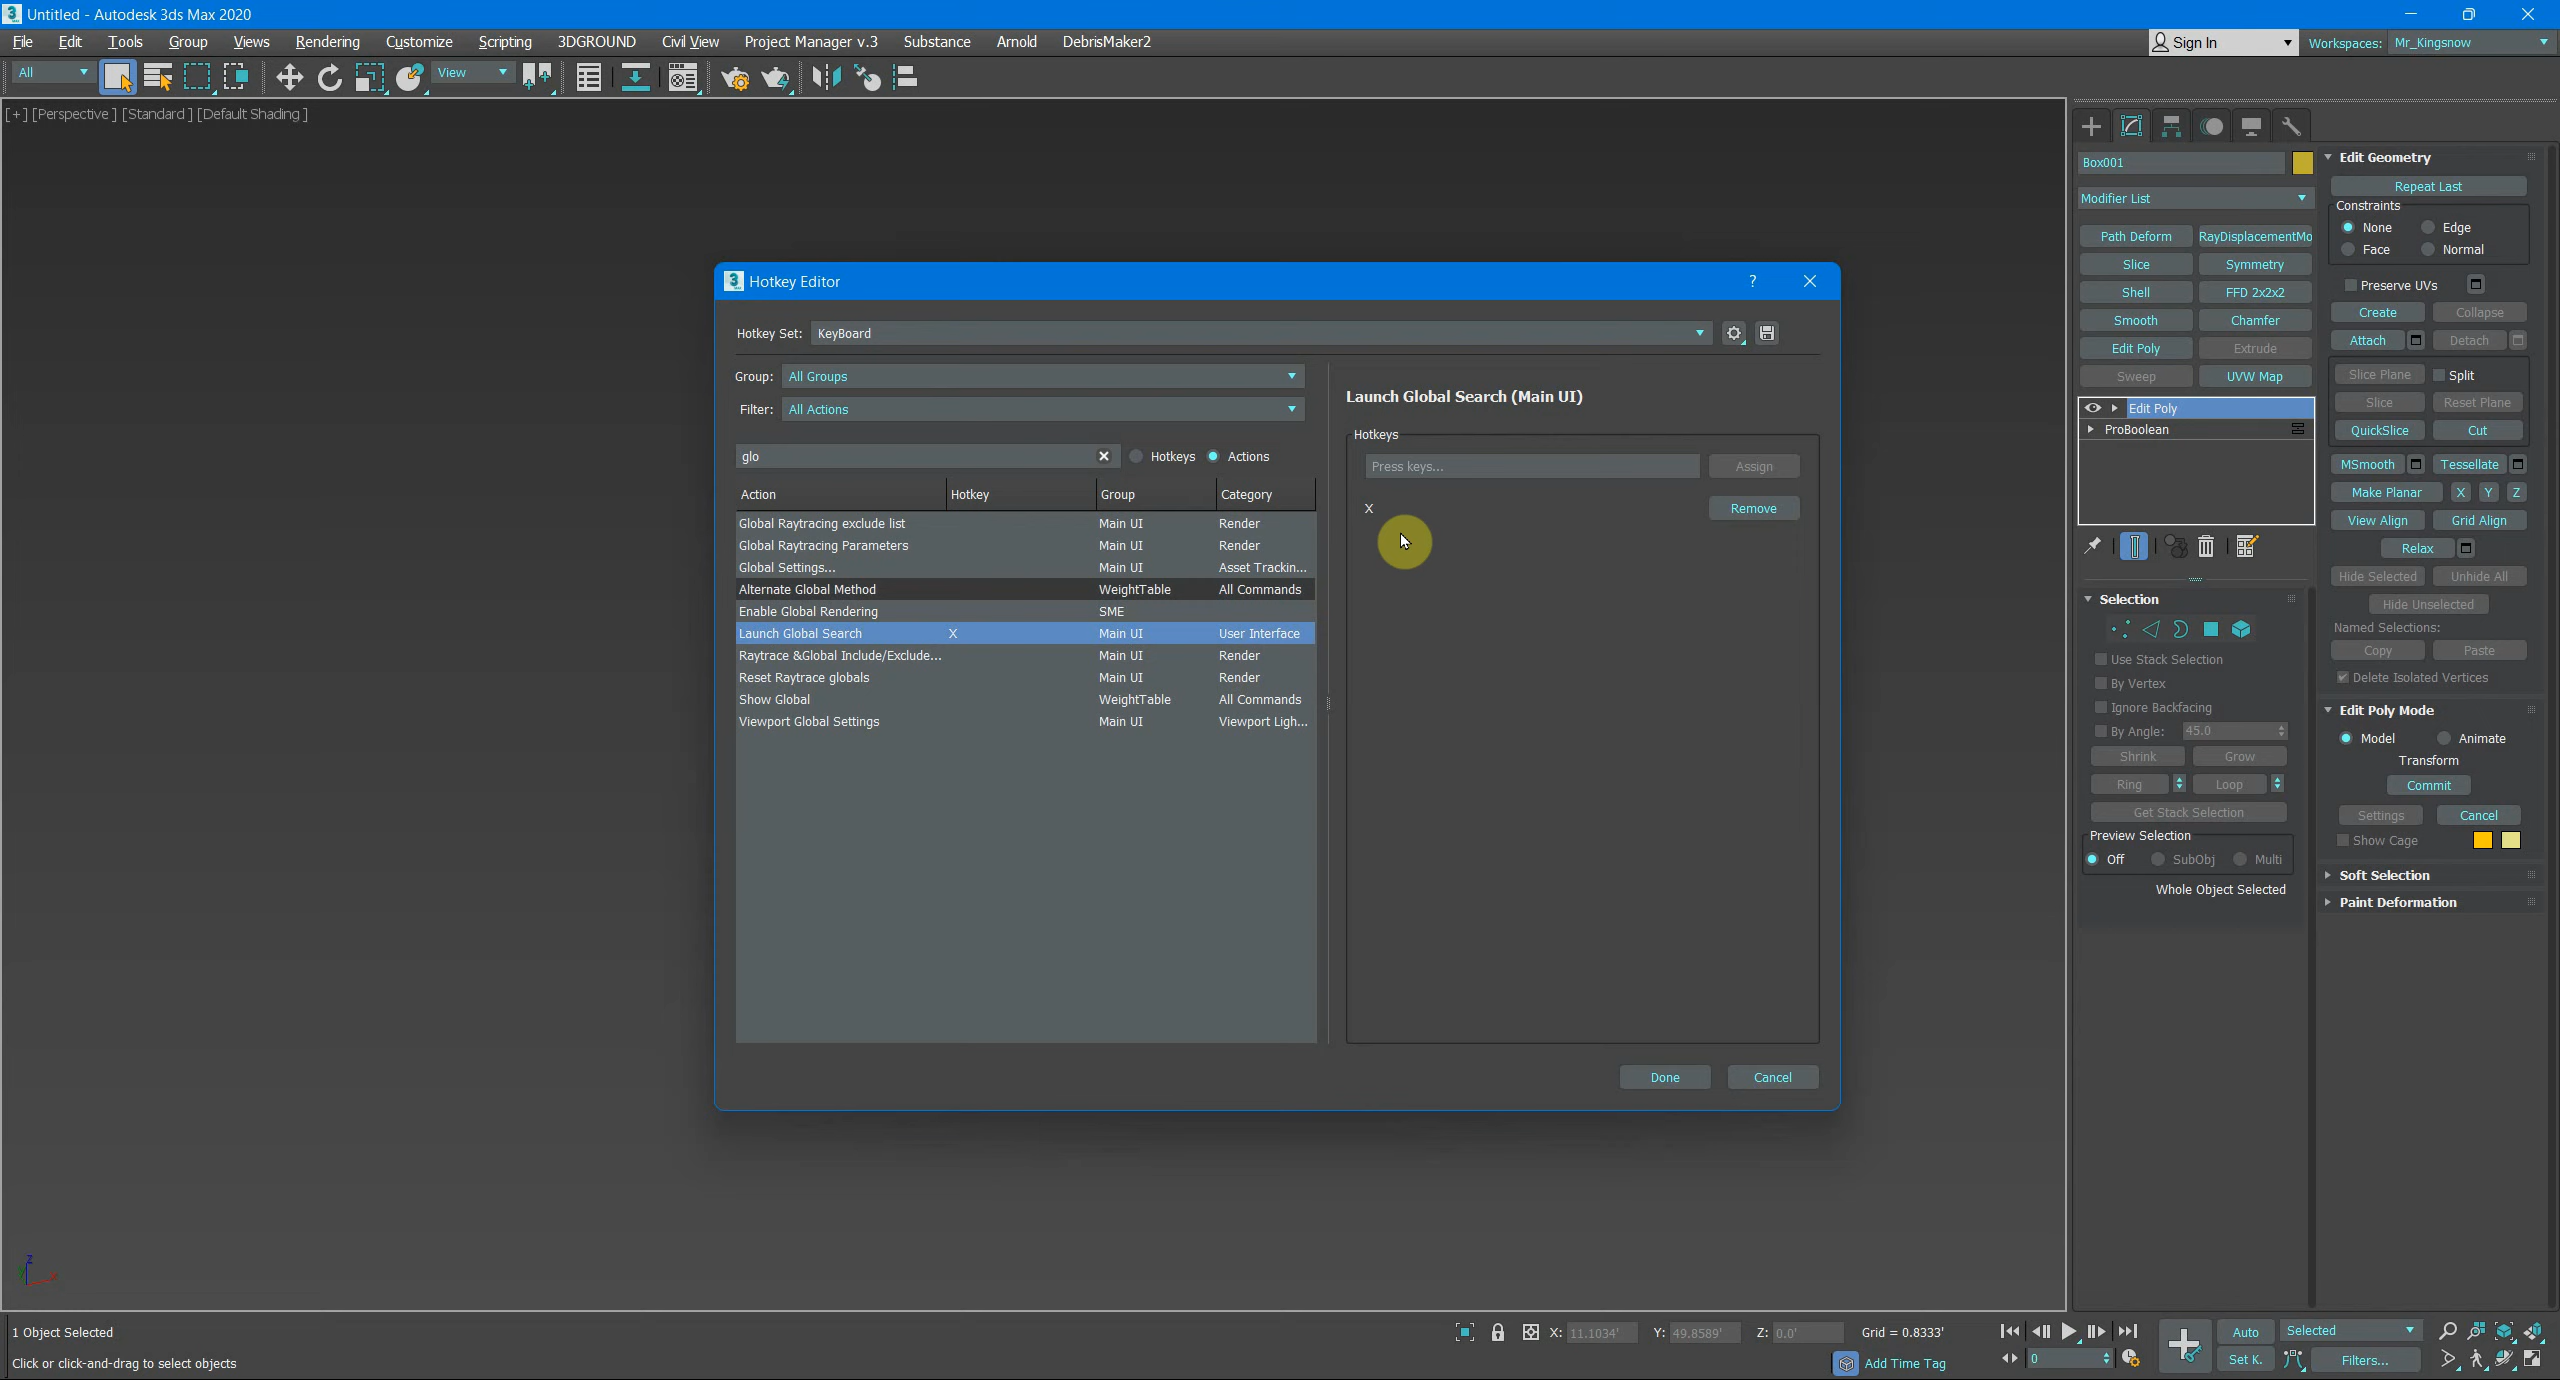 Untitled - Autodesk 3ds Max 2020
File Edit Tools Group Views Rendering Customize Scripting 3DGROUND Civil View Project Manager v.3 Substance Arnold DebrisMaker2
Sign In Workspaces: Mr_Kingsnow
All View
[+] [Perspective ] [Standard ] [Default Shading ]
Box001
Modifier List
Path Deform RayDisplacementMo
Slice Symmetry
Shell FFD 2x2x2
Smooth Chamfer
Edit Poly Extrude
Sweep UVW Map
Edit Poly
ProBoolean
Selection
Use Stack Selection
By Vertex
Ignore Backfacing
By Angle: 45.0
Shrink Grow
Ring Loop
Get Stack Selection
Preview Selection
Off SubObj Multi
Whole Object Selected
Edit Geometry
Repeat Last
Constraints
None Edge
Face Normal
Preserve UVs
Create Collapse
Attach Detach
Slice Plane Split
Slice Reset Plane
QuickSlice Cut
MSmooth Tessellate
Make Planar X Y Z
View Align Grid Align
Relax
Hide Selected Unhide All
Hide Unselected
Named Selections:
Copy Paste
Delete Isolated Vertices
Edit Poly Mode
Model Animate
Transform
Commit
Settings Cancel
Show Cage
Soft Selection
Paint Deformation
Hotkey Editor ?
Hotkey Set: KeyBoard
Group: All Groups
Filter: All Actions
glo Hotkeys Actions
Action Hotkey Group Category
Global Raytracing exclude list Main UI Render
Global Raytracing Parameters Main UI Render
Global Settings... Main UI Asset Trackin...
Alternate Global Method WeightTable All Commands
Enable Global Rendering SME
Launch Global Search X Main UI User Interface
Raytrace &Global Include/Exclude... Main UI Render
Reset Raytrace globals Main UI Render
Show Global WeightTable All Commands
Viewport Global Settings Main UI Viewport Ligh...
Launch Global Search (Main UI)
Hotkeys
Press keys... Assign
X Remove
Done Cancel
z
x
1 Object Selected
Click or click-and-drag to select objects
X: 11.1034' Y: 49.8589' Z: 0.0' Grid = 0.8333'
Add Time Tag
0
Auto Selected
Set K. Filters...